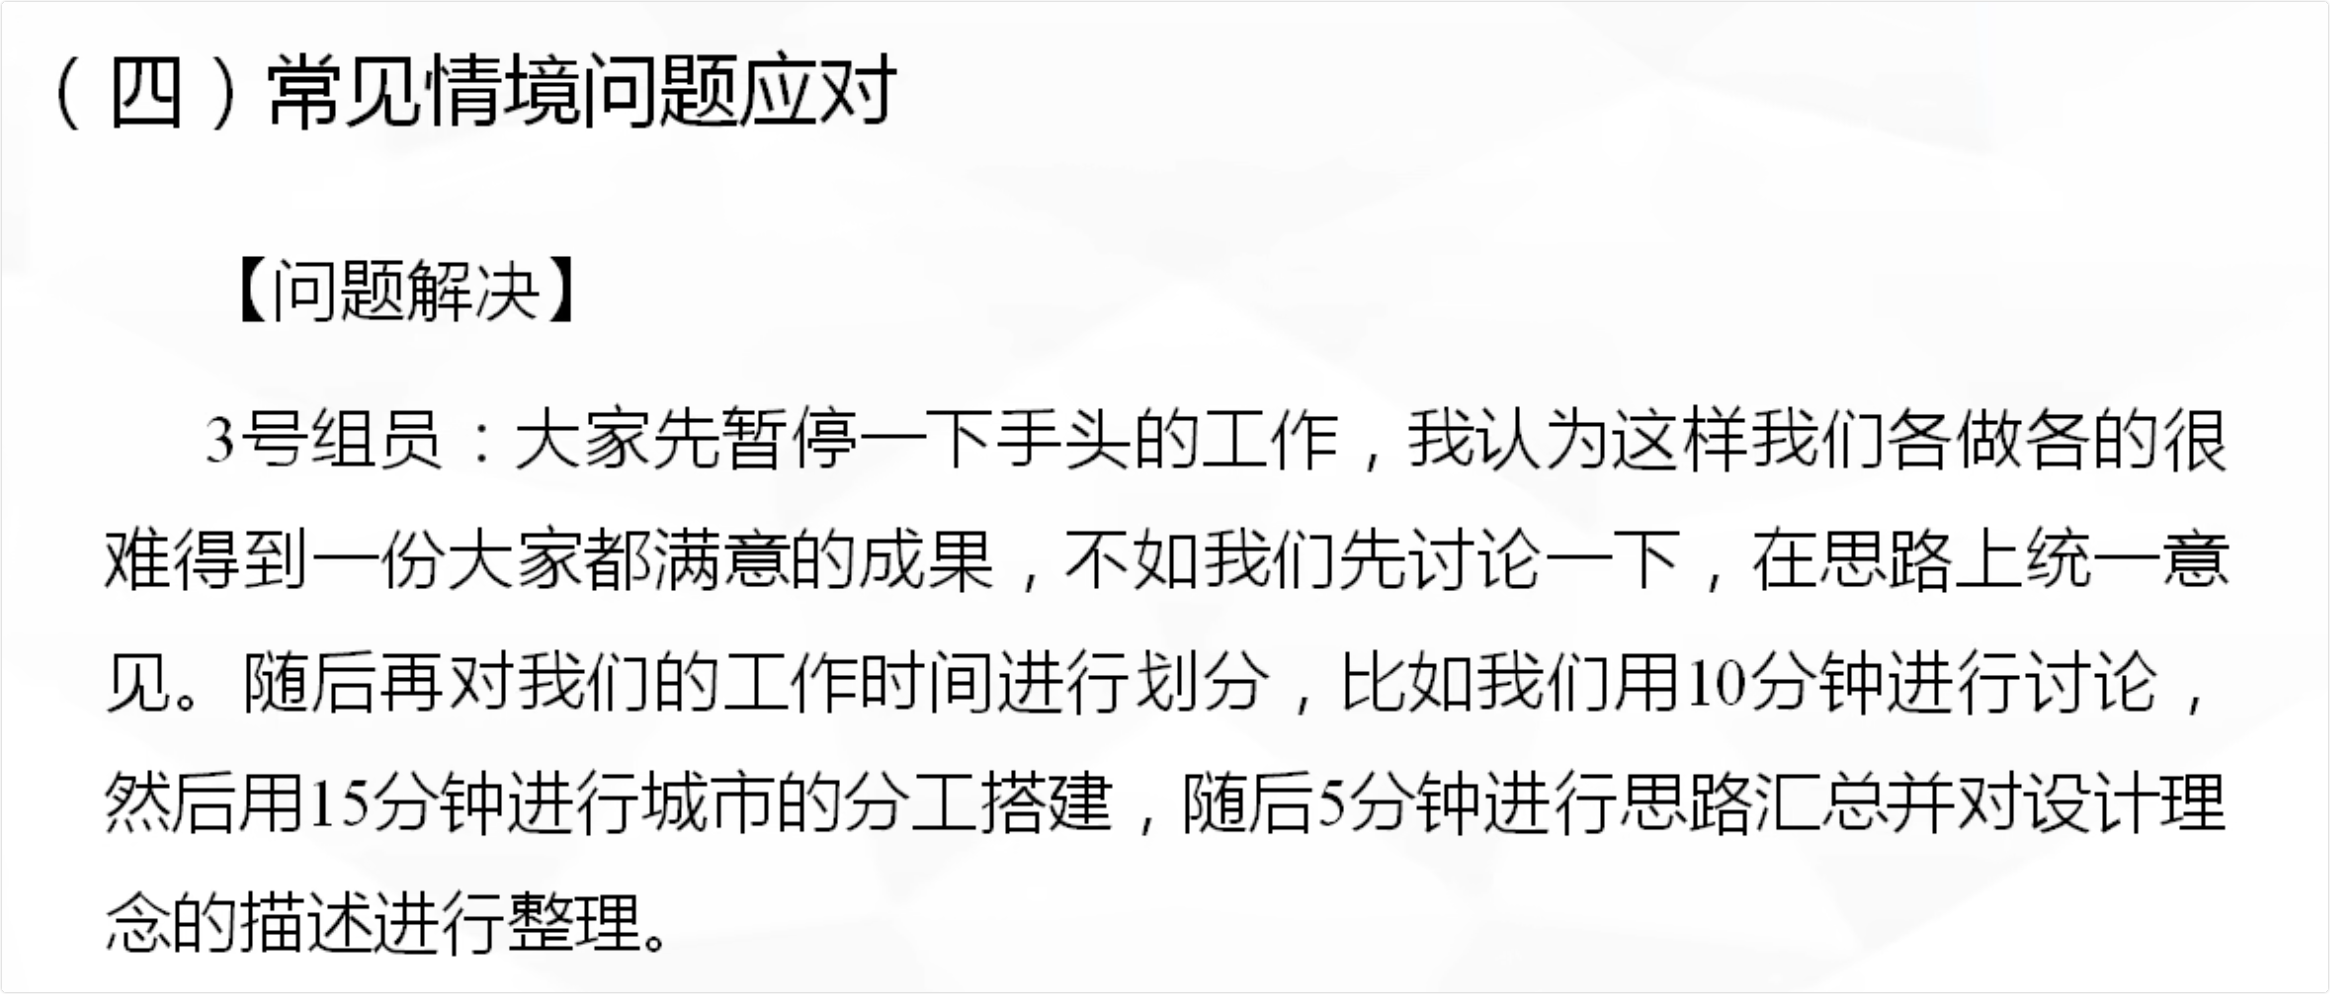 （四）常见情境问题应对
【问题解决】
3号组员：大家先暂停一下手头的工作，我认为这样我们各做各的很
难得到一份大家都满意的成果，不如我们先讨论一下，在思路上统一意
见。随后再对我们的工作时间进行划分，比如我们用10分钟进行讨论，
然后用15分钟进行城市的分工搭建，随后5分钟进行思路汇总并对设计理
念的描述进行整理。